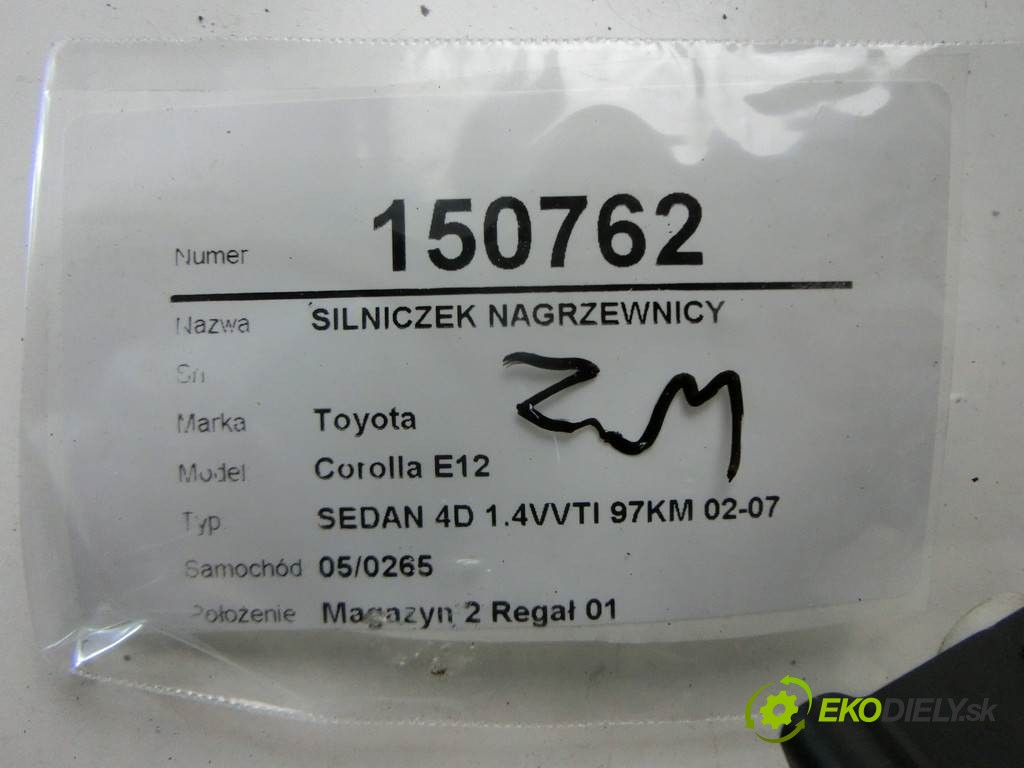 Numer 150762
Nazwa SILNICZEK NAGRZEWNICY
Sn
Marka Toyota
Model Corolla E12
Typ SEDAN 4D 1.4VVTI 97KM 02-07
Samochód 05/0265
Położenie Magazyn 2 Regał 01
EKODIELY.sk